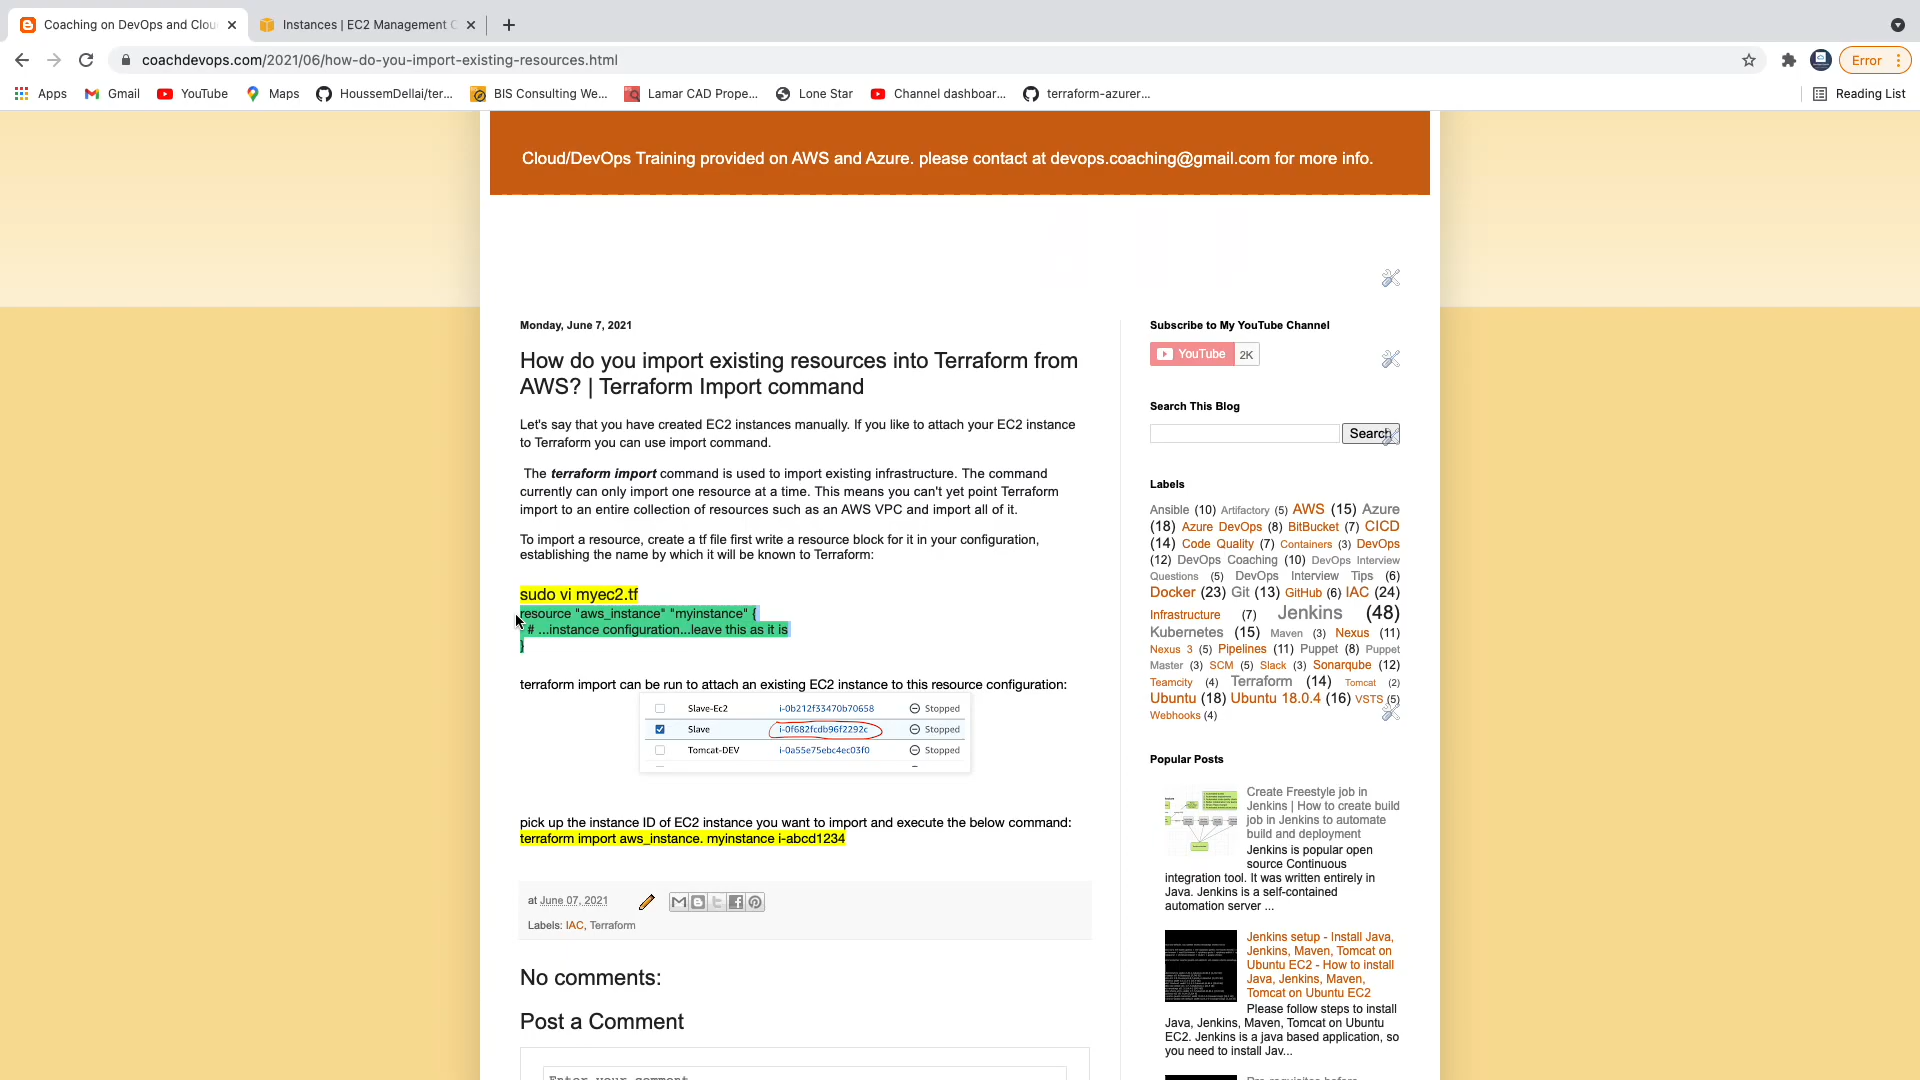 Coaching on DevOps and Clou
Instances | EC2 Management C
coachdevops.com/2021/06/how-do-you-import-existing-resources.html
Error
Apps
Gmail
YouTube
Maps
HoussemDellai/ter...
BIS Consulting We...
Lamar CAD Prope...
Lone Star
Channel dashboar...
terraform-azurer...
Reading List
Cloud/DevOps Training provided on AWS and Azure. please contact at devops.coaching@gmail.com for more info.
Monday, June 7, 2021
How do you import existing resources into Terraform from
AWS? | Terraform Import command
Let's say that you have created EC2 instances manually. If you like to attach your EC2 instance
to Terraform you can use import command.
The terraform import command is used to import existing infrastructure. The command
currently can only import one resource at a time. This means you can't yet point Terraform
import to an entire collection of resources such as an AWS VPC and import all of it.
To import a resource, create a tf file first write a resource block for it in your configuration,
establishing the name by which it will be known to Terraform:
sudo vi myec2.tf
resource "aws_instance" "myinstance" {
# ...instance configuration...leave this as it is
}
terraform import can be run to attach an existing EC2 instance to this resource configuration:
Slave-Ec2 i-0b212f33470b70658 Stopped
Slave i-0f682fcdb96f2292c Stopped
Tomcat-DEV i-0a55e75ebc4ec03f0 Stopped
pick up the instance ID of EC2 instance you want to import and execute the below command:
terraform import aws_instance. myinstance i-abcd1234
at June 07, 2021
Labels: IAC, Terraform
No comments:
Post a Comment
Enter your comment
Subscribe to My YouTube Channel
YouTube 2K
Search This Blog
Search
Labels
Ansible (10) Artifactory (5) AWS (15) Azure
(18) Azure DevOps (8) BitBucket (7) CICD
(14) Code Quality (7) Containers (3) DevOps
(12) DevOps Coaching (10) DevOps Interview
Questions (5) DevOps Interview Tips (6)
Docker (23) Git (13) GitHub (6) IAC (24)
Infrastructure (7) Jenkins (48)
Kubernetes (15) Maven (3) Nexus (11)
Nexus 3 (5) Pipelines (11) Puppet (8) Puppet
Master (3) SCM (5) Slack (3) Sonarqube (12)
Teamcity (4) Terraform (14) Tomcat (2)
Ubuntu (18) Ubuntu 18.0.4 (16) VSTS (5)
Webhooks (4)
Popular Posts
Create Freestyle job in
Jenkins | How to create build
job in Jenkins to automate
build and deployment
Jenkins is popular open
source Continuous
integration tool. It was written entirely in
Java. Jenkins is a self-contained
automation server ...
Jenkins setup - Install Java,
Jenkins, Maven, Tomcat on
Ubuntu EC2 - How to install
Java, Jenkins, Maven,
Tomcat on Ubuntu EC2
Please follow steps to install
Java, Jenkins, Maven, Tomcat on Ubuntu
EC2. Jenkins is a java based application, so
you need to install Jav...